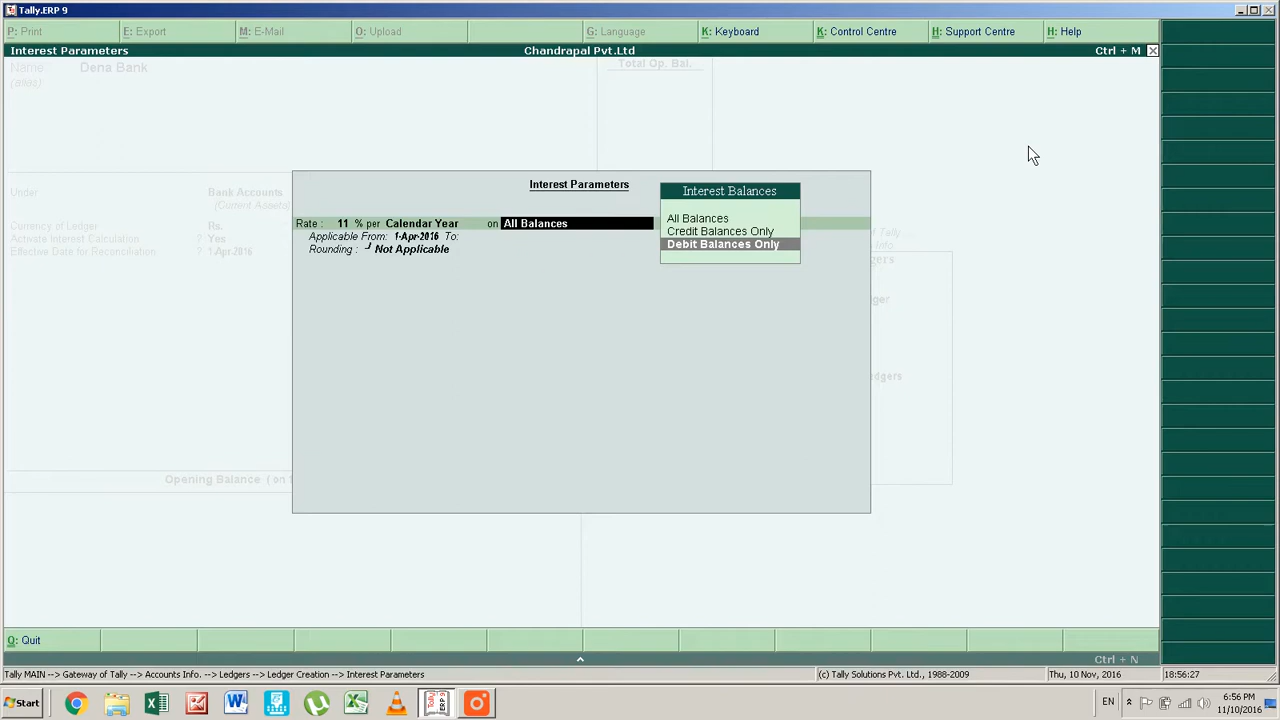 Tally.ERP 9
P: Print E: Export M: E-Mail O: Upload G: Language K: Keyboard K: Control Centre H: Support Centre H: Help
Interest Parameters Chandrapal Pvt.Ltd Ctrl + M
Name Dena Bank Total Op. Bal.
(alias)
Interest Parameters
Interest Balances
Under Bank Accounts
(Current Assets)
All Balances
Rate : 11 % per Calendar Year on All Balances
Currency of Ledger Rs.
Credit Balances Only
Applicable From: 1-Apr-2016 To:
Activate Interest Calculation ? Yes
Debit Balances Only
Rounding : Not Applicable
Effective Date for Reconciliation ? 1-Apr-2016
Opening Balance ( on
Q: Quit
Ctrl + N
Tally MAIN --> Gateway of Tally --> Accounts Info. --> Ledgers --> Ledger Creation --> Interest Parameters (c) Tally Solutions Pvt. Ltd., 1988-2009 Thu, 10 Nov, 2016 18:56:27
Start EN 6:56 PM
11/10/2016